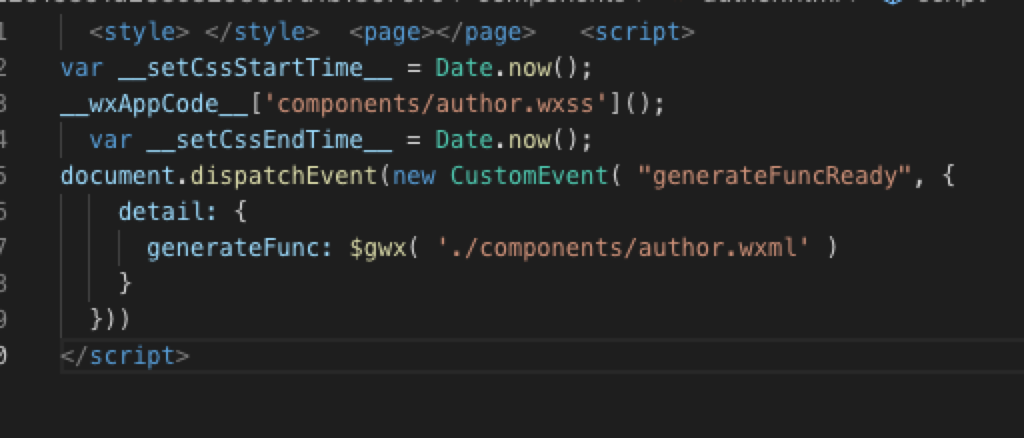 1 <style> </style> <page></page> <script>
2 var __setCssStartTime__ = Date.now();
3 __wxAppCode__['components/author.wxss']();
4 var __setCssEndTime__ = Date.now();
5 document.dispatchEvent(new CustomEvent( "generateFuncReady", {
6 detail: {
7 generateFunc: $gwx( './components/author.wxml' )
8 }
9 }))
0 </script>